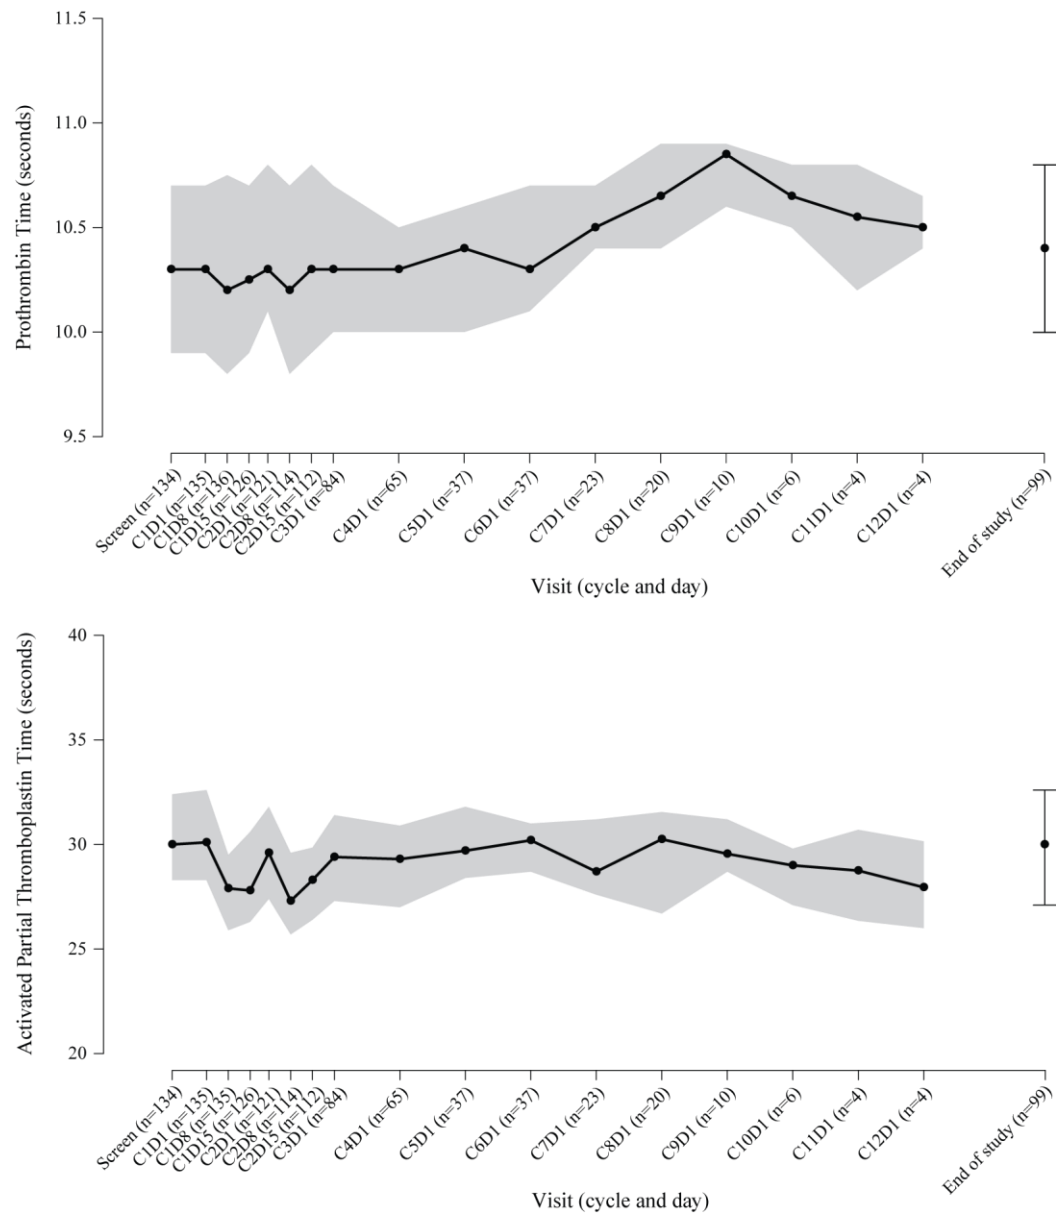 11.5
11.0
10.5
10.0
9.5
Prothrombin Time (seconds)
Screen (n=134)
C1D1 (n=135)
C1D8 (n=136)
C1D15 (n=126)
C2D1 (n=121)
C2D8 (n=114)
C2D15 (n=112)
C3D1 (n=84)
C4D1 (n=65)
C5D1 (n=37)
C6D1 (n=37)
C7D1 (n=23)
C8D1 (n=20)
C9D1 (n=10)
C10D1 (n=6)
C11D1 (n=4)
C12D1 (n=4)
End of study (n=99)
Visit (cycle and day)
40
35
30
25
20
Activated Partial Thromboplastin Time (seconds)
Screen (n=134)
C1D1 (n=135)
C1D8 (n=135)
C1D15 (n=126)
C2D1 (n=121)
C2D8 (n=114)
C2D15 (n=112)
C3D1 (n=84)
C4D1 (n=65)
C5D1 (n=37)
C6D1 (n=37)
C7D1 (n=23)
C8D1 (n=20)
C9D1 (n=10)
C10D1 (n=6)
C11D1 (n=4)
C12D1 (n=4)
End of study (n=99)
Visit (cycle and day)